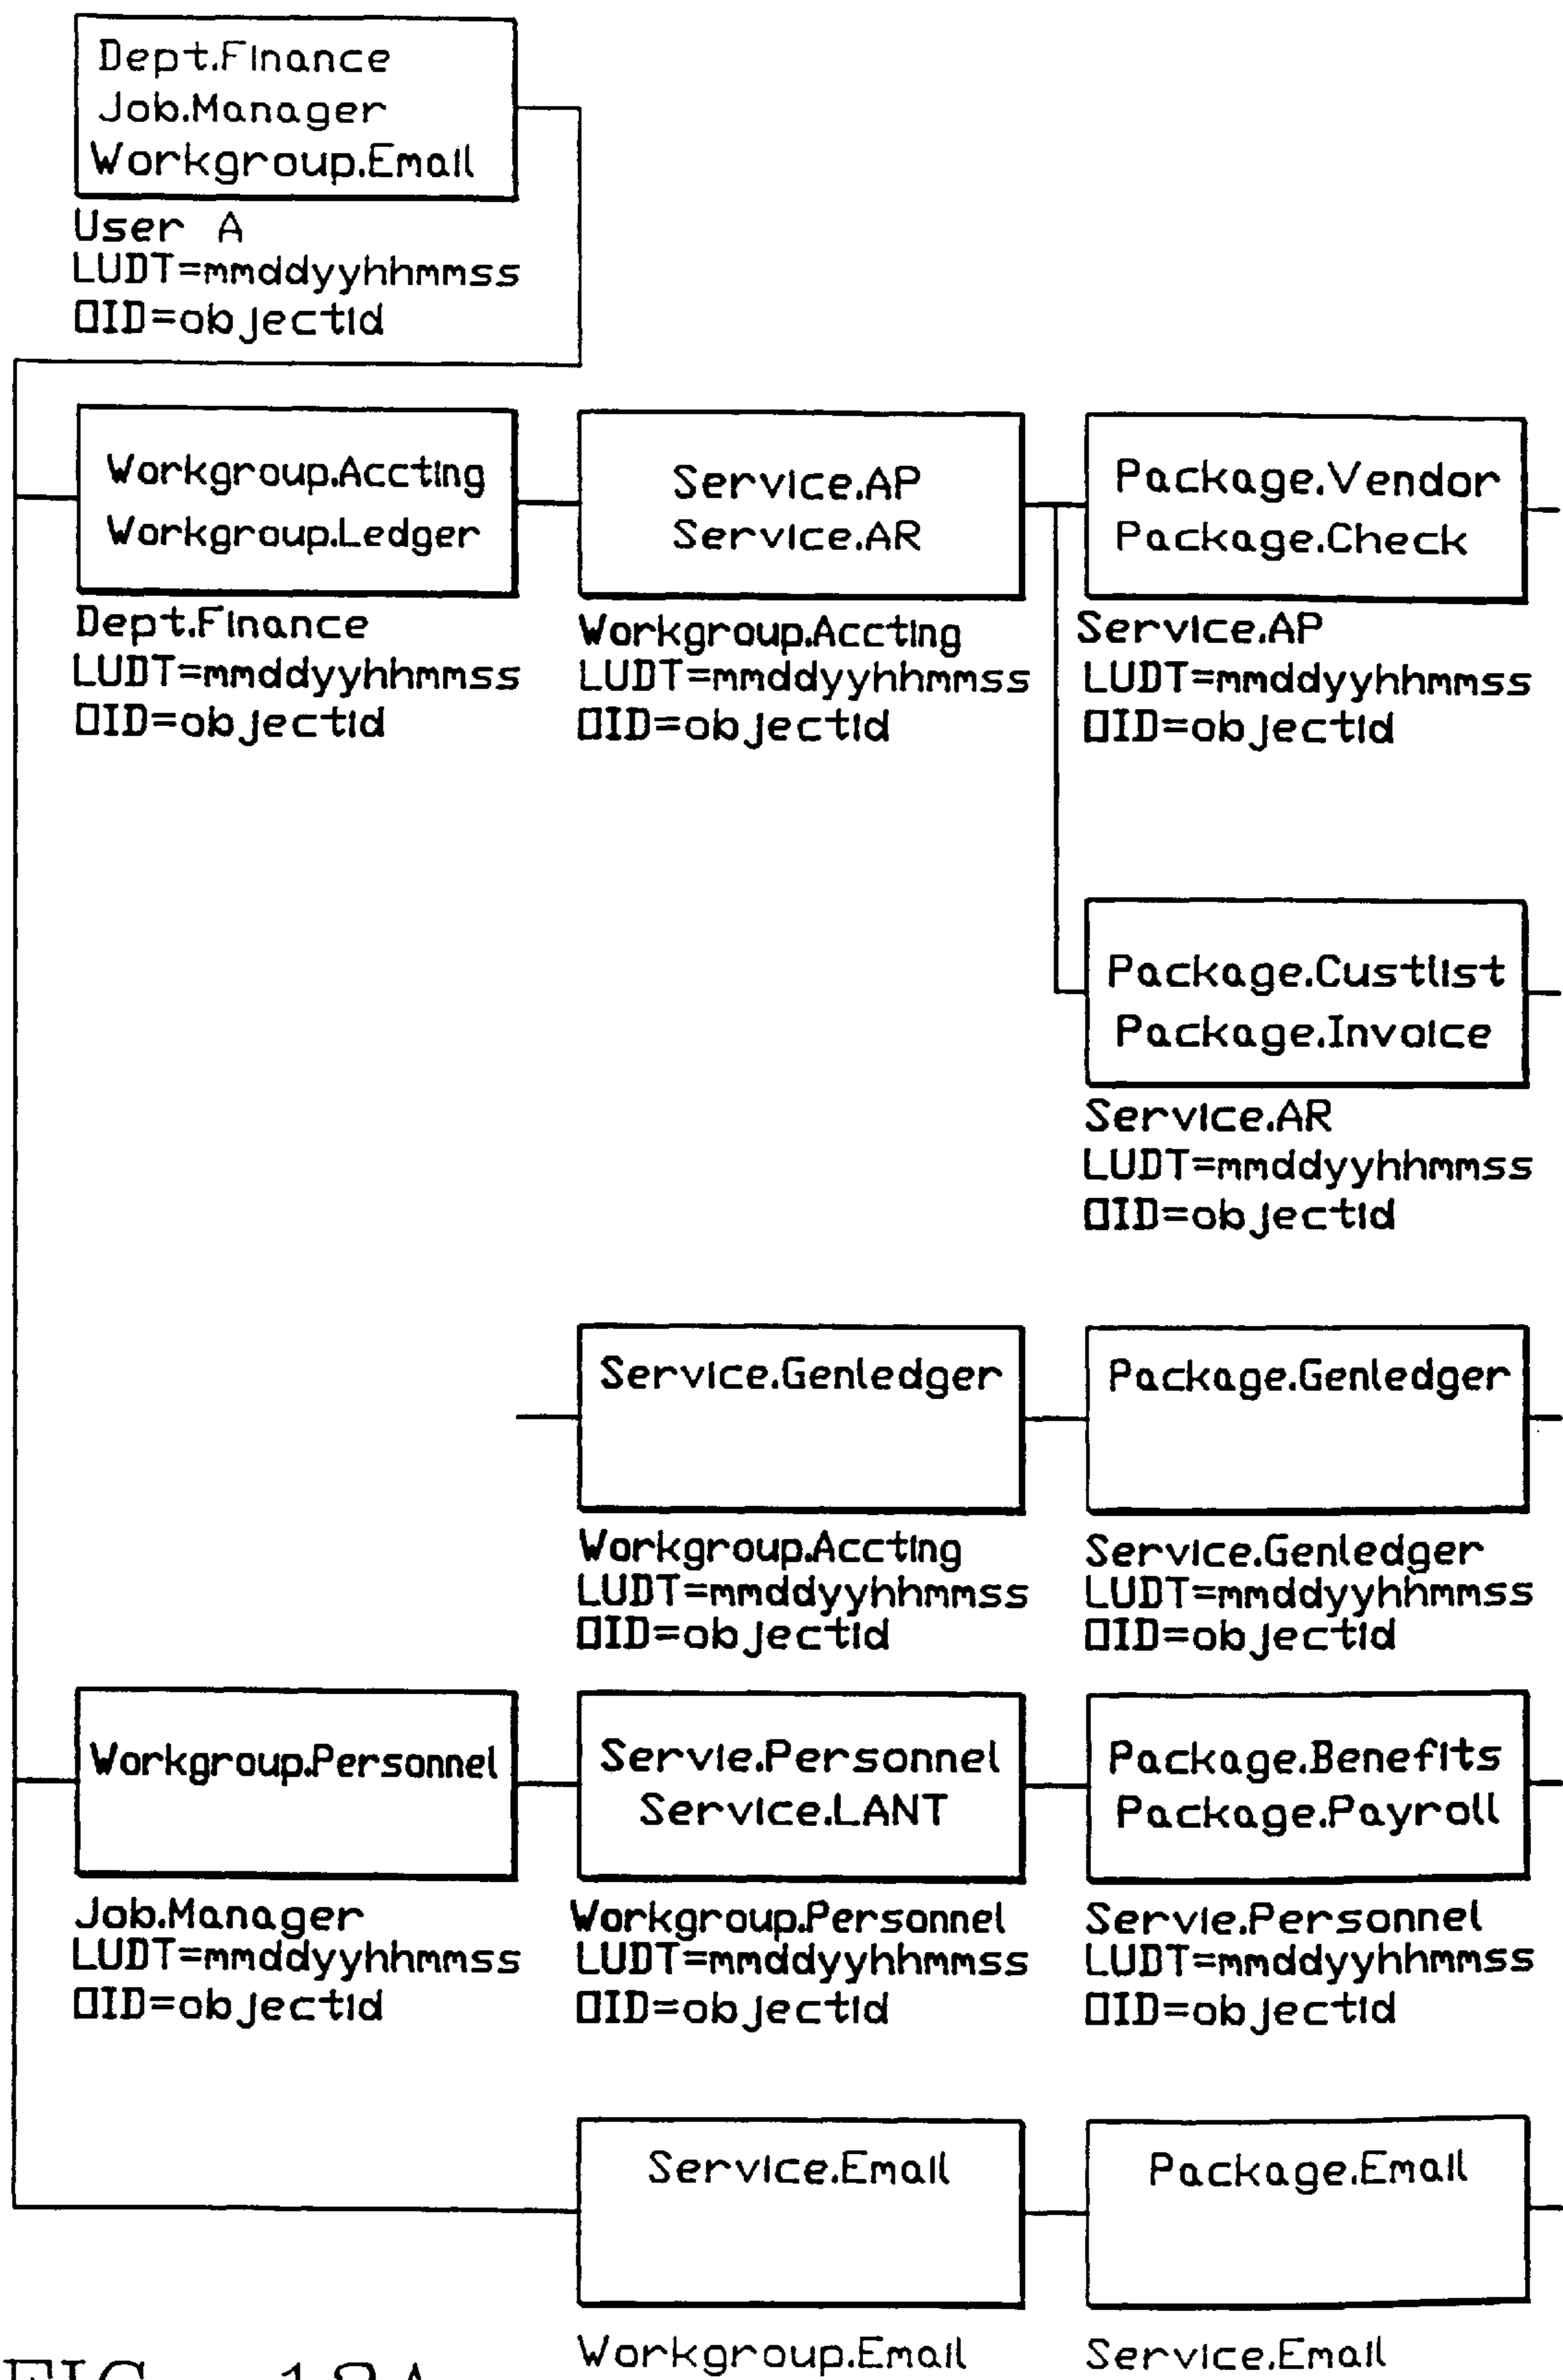 Dept.Finance
Job.Manager
Workgroup.Email
User A
LUDT=mmddyyhhmmss
OID=objectid
Workgroup.Accting
Workgroup.Ledger
Dept.Finance
LUDT=mmddyyhhmmss
OID=objectid
Service.AP
Service.AR
Workgroup.Accting
LUDT=mmddyyhhmmss
OID=objectid
Package.Vendor
Package.Check
Service.AP
LUDT=mmddyyhhmmss
OID=objectid
Package.Custlist
Package.Invoice
Service.AR
LUDT=mmddyyhhmmss
OID=objectid
Service.Genledger
Workgroup.Accting
LUDT=mmddyyhhmmss
OID=objectid
Package.Genledger
Service.Genledger
LUDT=mmddyyhhmmss
OID=objectid
Workgroup.Personnel
Job.Manager
LUDT=mmddyyhhmmss
OID=objectid
Servie.Personnel
Service.LANT
Workgroup.Personnel
LUDT=mmddyyhhmmss
OID=objectid
Package.Benefits
Package.Payroll
Servie.Personnel
LUDT=mmddyyhhmmss
OID=objectid
Service.Email
Workgroup.Email
Package.Email
Service.Email